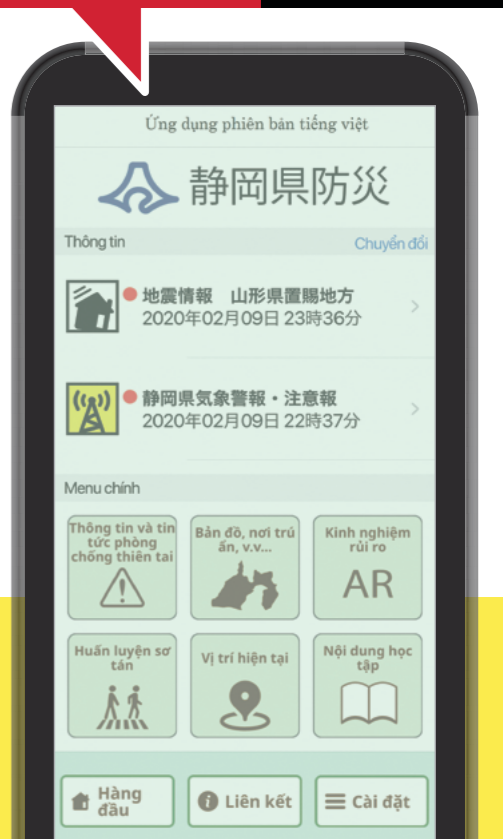 Ứng dụng phiên bản tiếng việt
静岡県防災
Thông tin
Chuyển đổi
地震情報 山形県置賜地方
2020年02月09日 23時36分
静岡県気象警報・注意報
2020年02月09日 22時37分
Menu chính
Thông tin và tin
tức phòng
chống thiên tai
Bản đồ, nơi trú
ẩn, v.v...
Kinh nghiệm
rủi ro
AR
Huấn luyện sơ
tán
Vị trí hiện tại
Nội dung học
tập
Hàng
đầu
Liên kết
Cài đặt